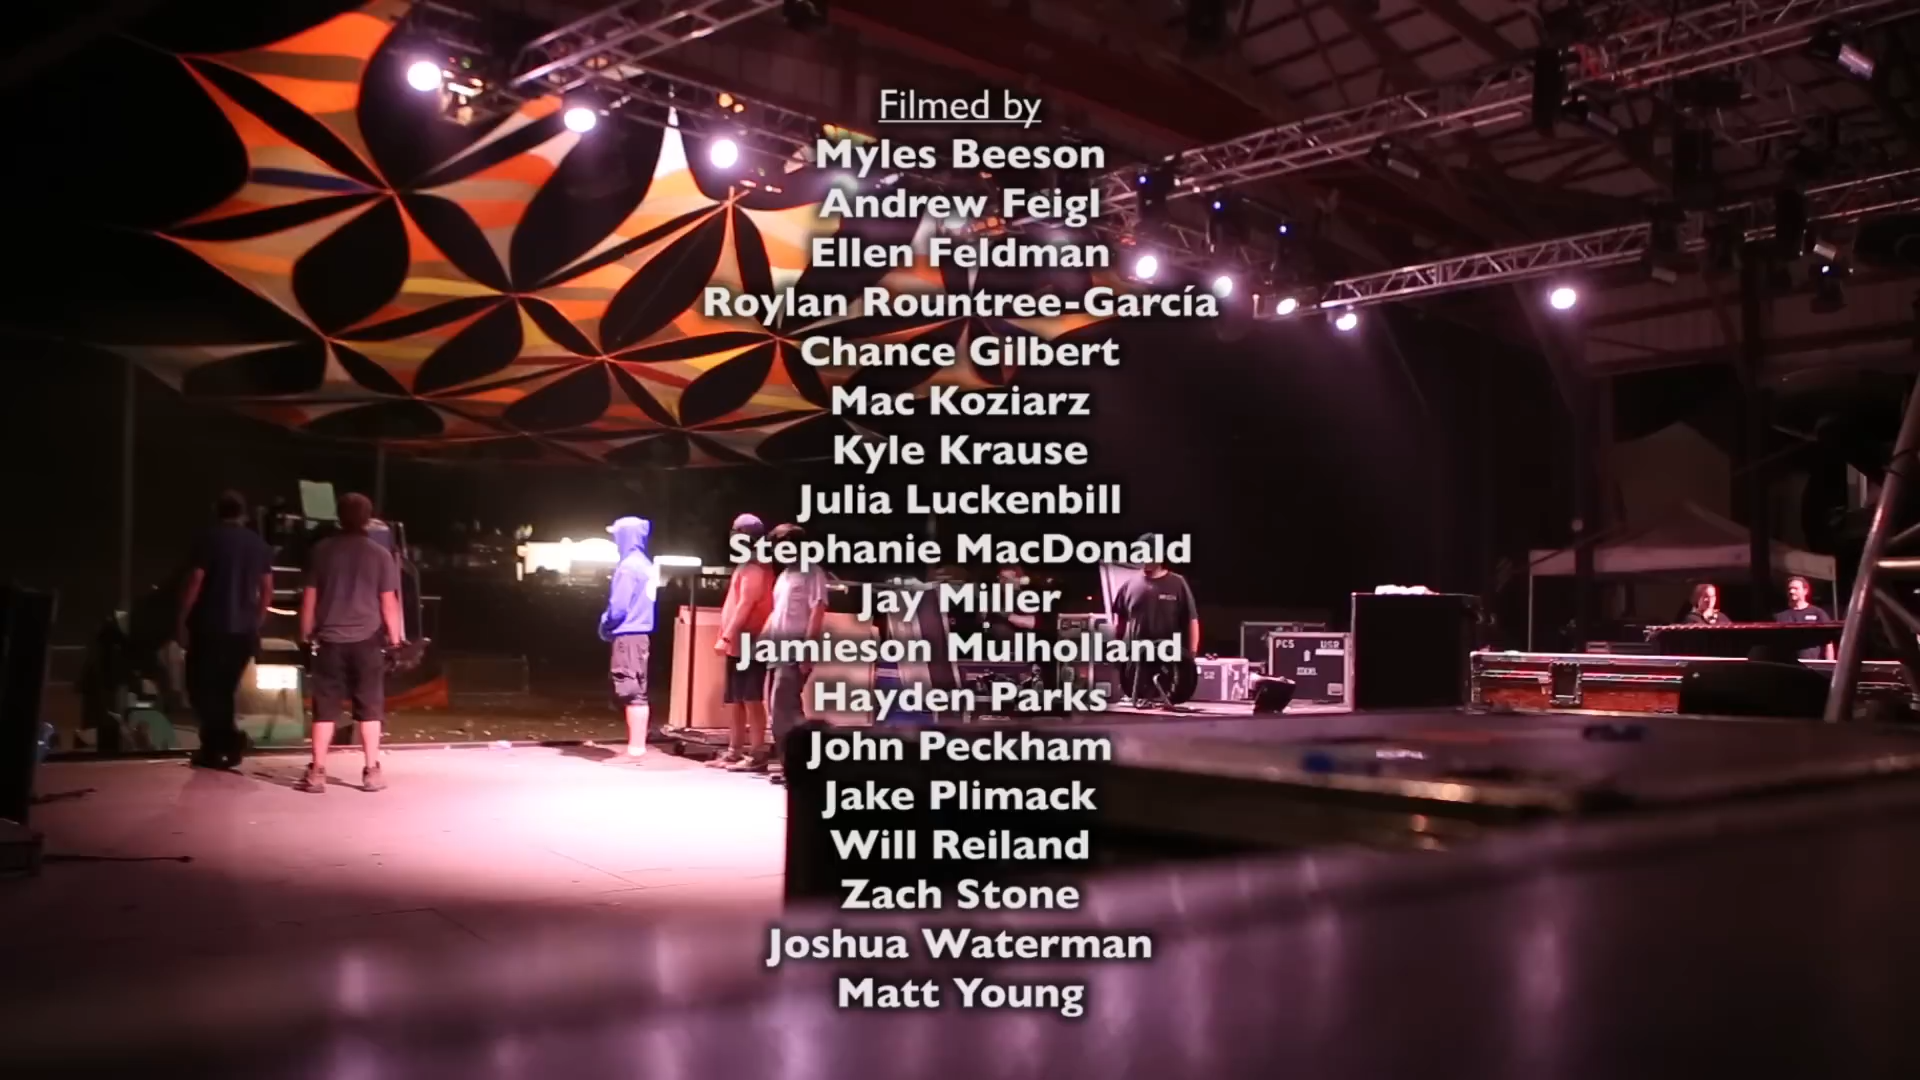 Filmed by
Myles Beeson
Andrew Feigl
Ellen Feldman
Roylan Rountree-García
Chance Gilbert
Mac Koziarz
Kyle Krause
Julia Luckenbill
Stephanie MacDonald
Jay Miller
Jamieson Mulholland
Hayden Parks
John Peckham
Jake Plimack
Will Reiland
Zach Stone
Joshua Waterman
Matt Young
PCS USR